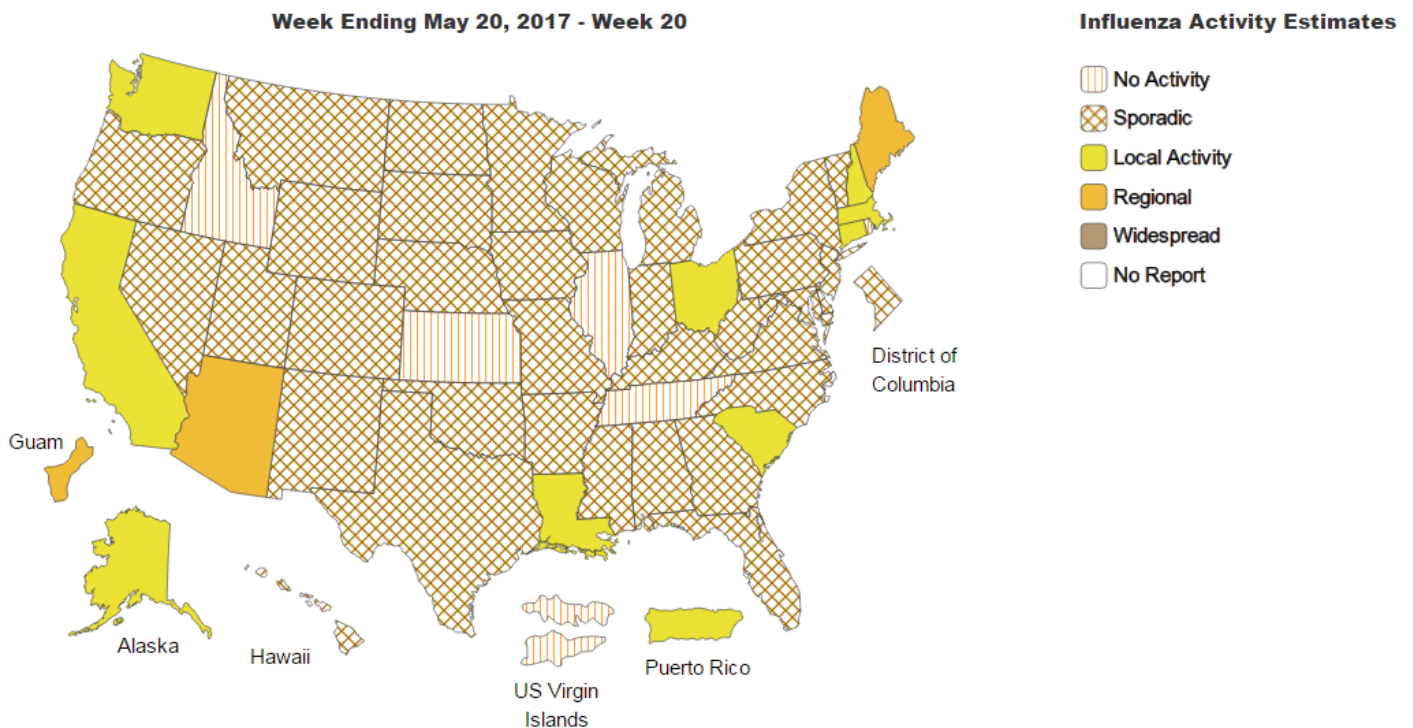 Week Ending May 20, 2017 - Week 20
Influenza Activity Estimates
No Activity
Sporadic
Local Activity
Regional
Widespread
No Report
District of
Columbia
Guam
Alaska
Hawaii
US Virgin
Islands
Puerto Rico